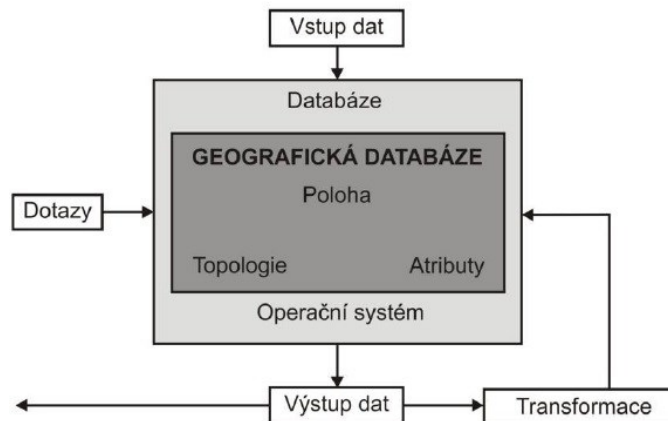 Vstup dat
Databáze
GEOGRAFICKÁ DATABÁZE
Poloha
Dotazy
Topologie Atributy
Operační systém
Výstup dat
Transformace